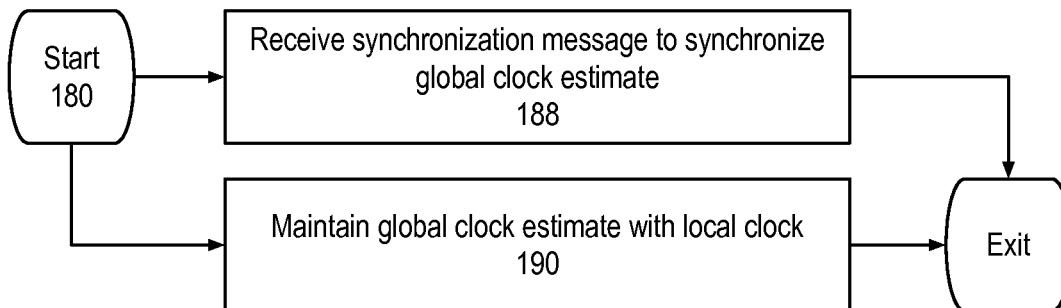 Start
180
Receive synchronization message to synchronize
global clock estimate
188
Maintain global clock estimate with local clock
190
Exit